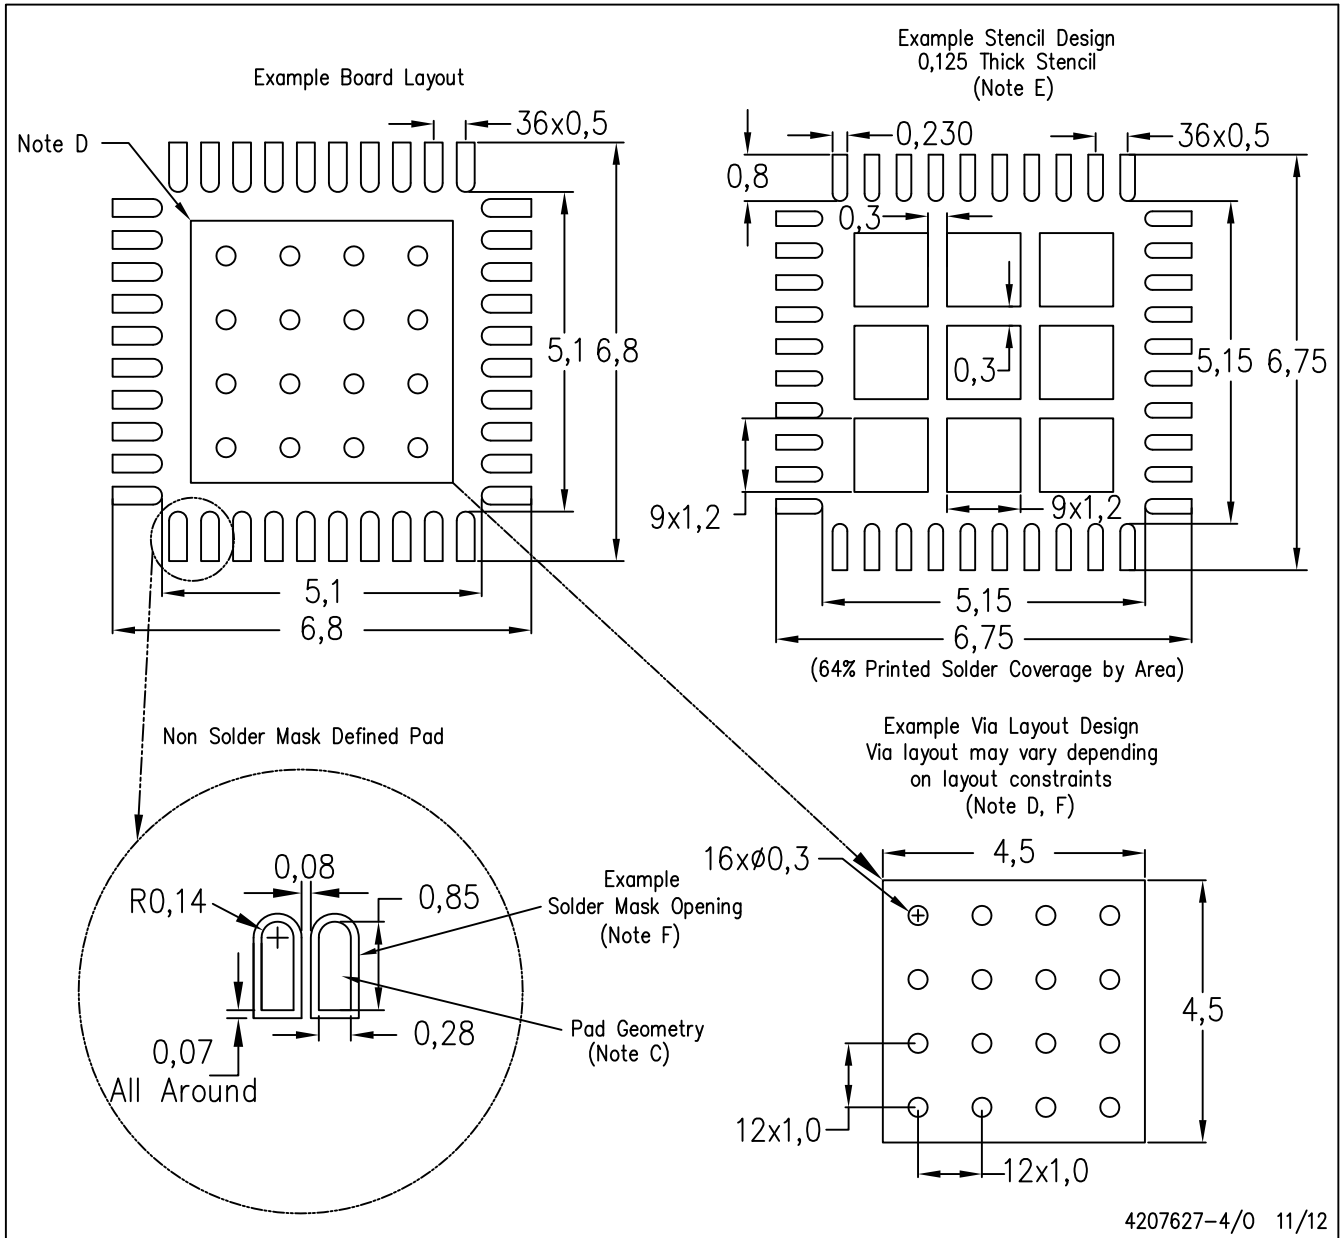 Example Board Layout
Note D
36x0,5
5,1
6,8
5,1
6,8
Example Stencil Design
0,125 Thick Stencil
(Note E)
0,230
36x0,5
0,8
0,3
0,3
5,15
6,75
9x1,2
9x1,2
5,15
6,75
(64% Printed Solder Coverage by Area)
Non Solder Mask Defined Pad
0,08
R0,14
0,85
Example
Solder Mask Opening
(Note F)
0,28
Pad Geometry
(Note C)
0,07
All Around
Example Via Layout Design
Via layout may vary depending
on layout constraints
(Note D, F)
16xø0,3
4,5
4,5
12x1,0
12x1,0
4207627-4/O 11/12